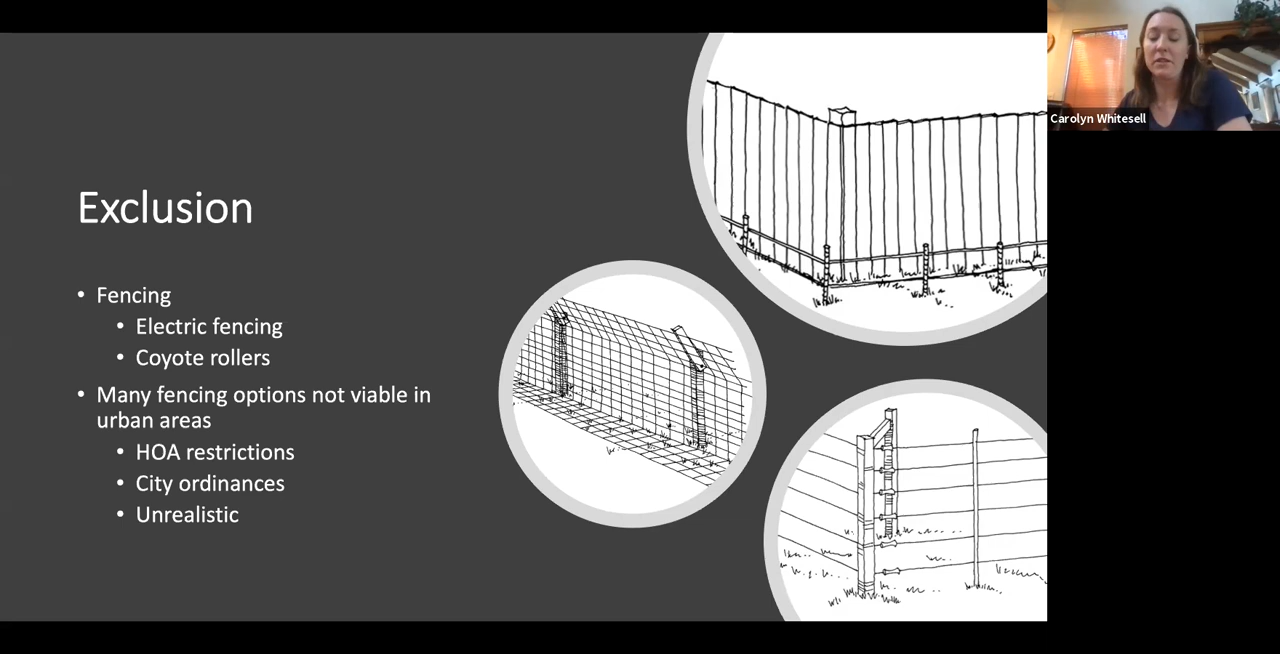 Exclusion
• Fencing
• Electric fencing
• Coyote rollers
• Many fencing options not viable in
urban areas
• HOA restrictions
• City ordinances
• Unrealistic
Carolyn Whitesell